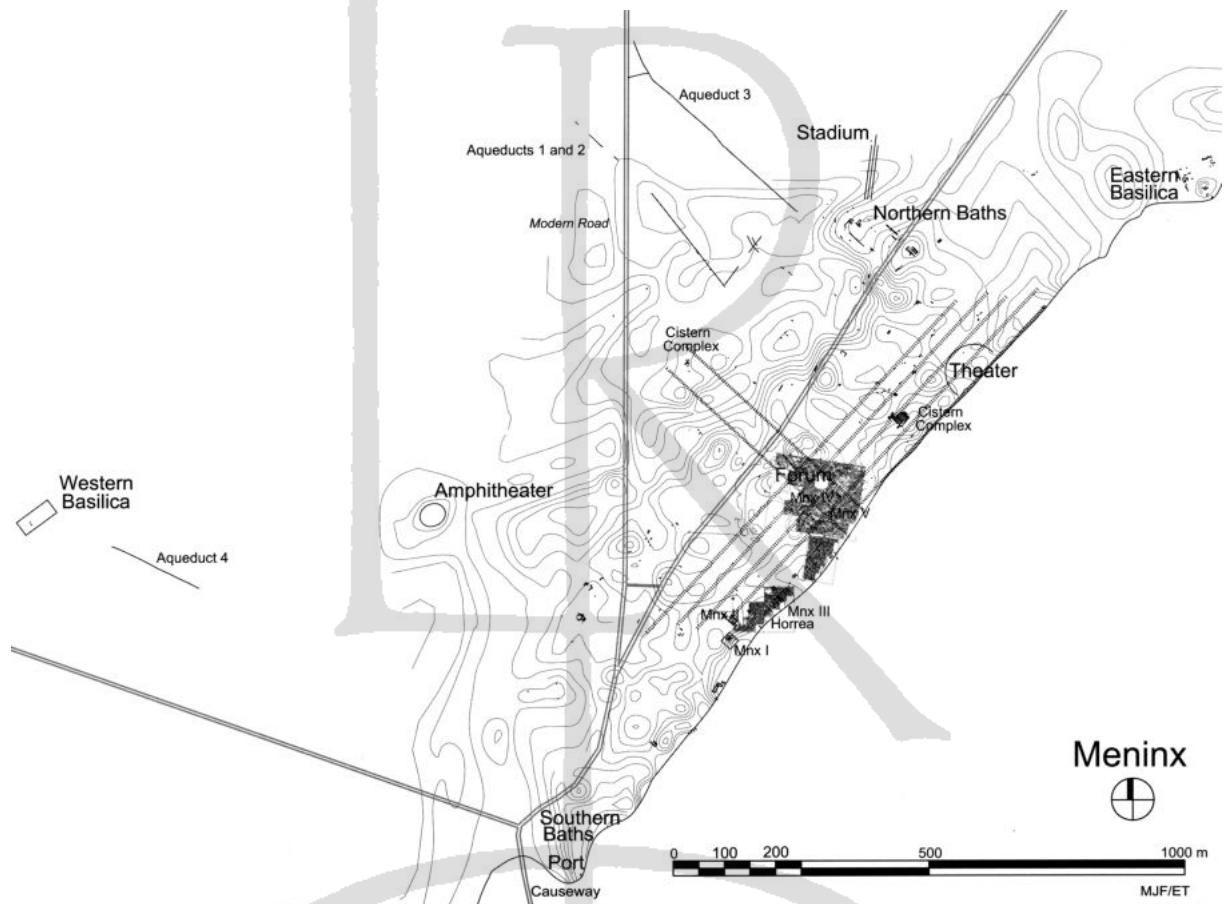 Aqueduct 3
Stadium
Aqueducts 1 and 2
Eastern
Basilica
Modern Road
Northern Baths
Cistern
Complex
Theater
Cistern
Complex
Western
Basilica
Amphitheater
Forum
Mnx IV
Mnx V
Aqueduct 4
Mnx II
Mnx III
Horrea
Mnx I
Meninx
Southern
Baths
Port
Causeway
0 100 200 500 1000 m
MJF/ET
LR